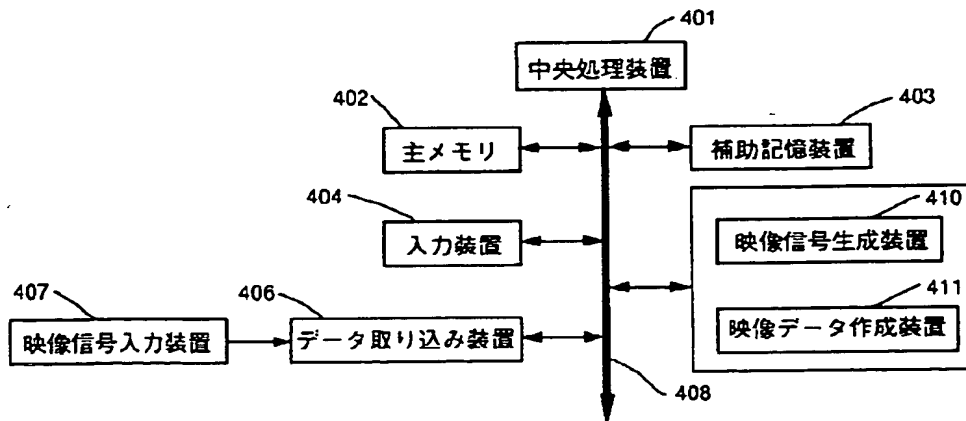 401
中央処理装置
402
主メモリ
403
補助記憶装置
404
入力装置
410
映像信号生成装置
411
映像データ作成装置
407
映像信号入力装置
406
データ取り込み装置
408